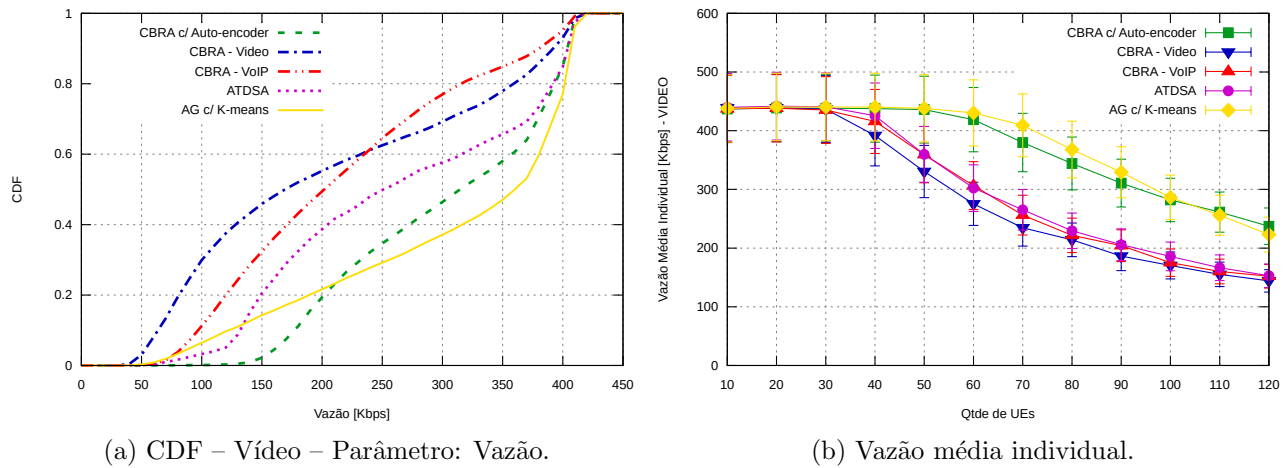 CDF
1
0.8
0.6
0.4
0.2
0
CBRA c/ Auto-encoder
CBRA - Video
CBRA - VoIP
ATDSA
AG c/ K-means
0 50 100 150 200 250 300 350 400 450
Vazão [Kbps]
(a) CDF – Vídeo – Parâmetro: Vazão.
Vazão Média Individual [Kbps] - VIDEO
600
500
400
300
200
100
0
CBRA c/ Auto-encoder
CBRA - Video
CBRA - VoIP
ATDSA
AG c/ K-means
10 20 30 40 50 60 70 80 90 100 110 120
Qtde de UEs
(b) Vazão média individual.